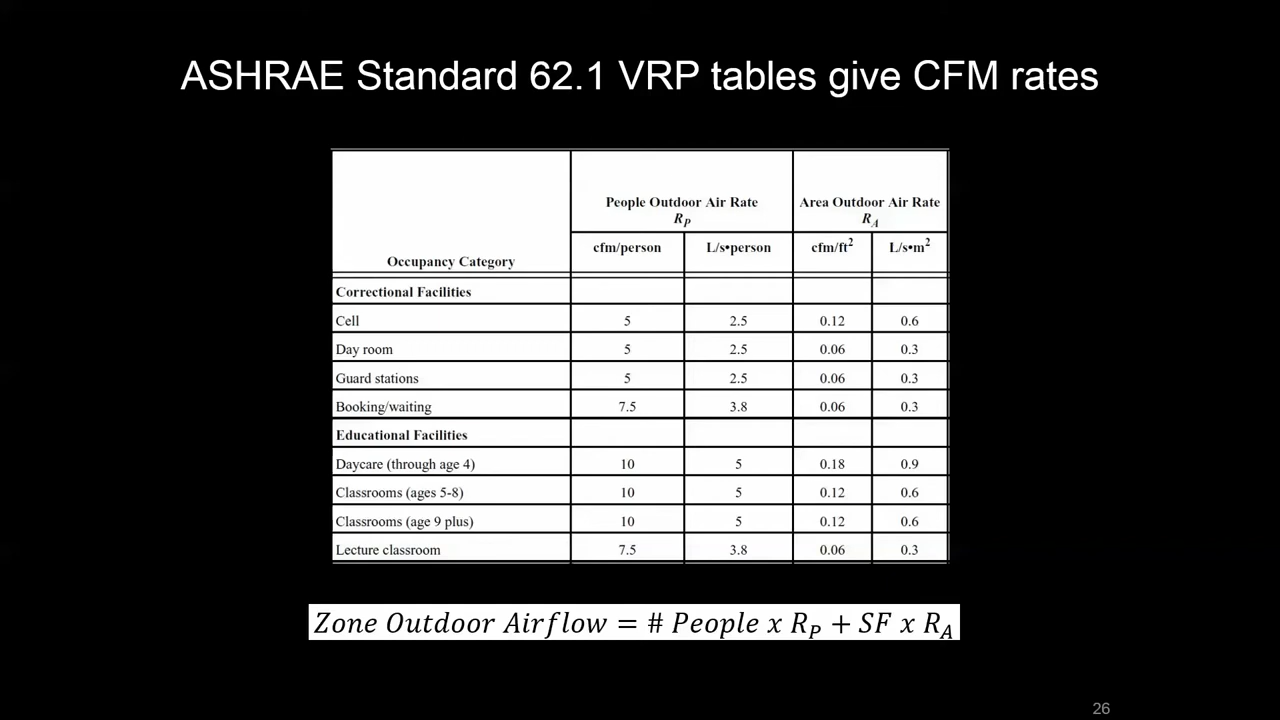 ASHRAE Standard 62.1 VRP tables give CFM rates
Occupancy Category People Outdoor Air Rate Area Outdoor Air Rate
R_P R_A
cfm/person L/s•person cfm/ft² L/s•m²
Correctional Facilities
Cell 5 2.5 0.12 0.6
Day room 5 2.5 0.06 0.3
Guard stations 5 2.5 0.06 0.3
Booking/waiting 7.5 3.8 0.06 0.3
Educational Facilities
Daycare (through age 4) 10 5 0.18 0.9
Classrooms (ages 5-8) 10 5 0.12 0.6
Classrooms (age 9 plus) 10 5 0.12 0.6
Lecture classroom 7.5 3.8 0.06 0.3
Zone Outdoor Airflow = # People x R_P + SF x R_A
26